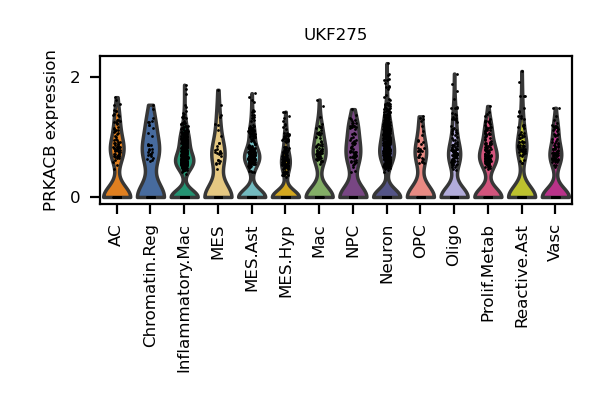 UKF275
PRKACB expression
2
0
AC
Chromatin.Reg
Inflammatory.Mac
MES
MES.Ast
MES.Hyp
Mac
NPC
Neuron
OPC
Oligo
Prolif.Metab
Reactive.Ast
Vasc